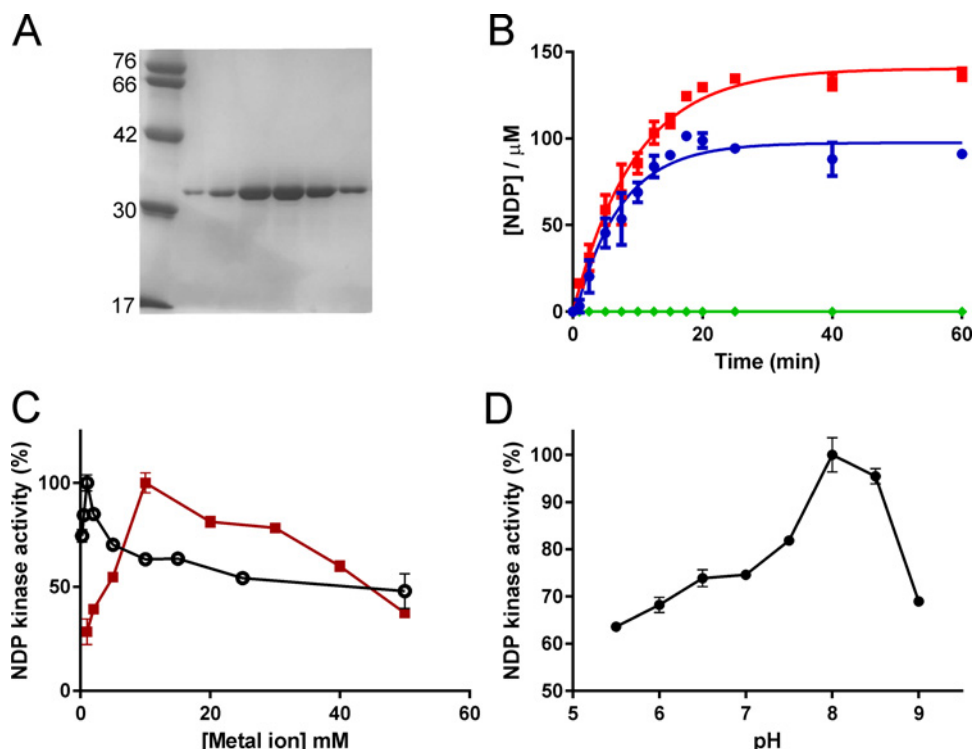 A
76
66
42
30
17
B
[NDP] / μM
150
100
50
0
0 20 40 60
Time (min)
C
NDP kinase activity (%)
100
50
0
0 20 40 60
[Metal ion] mM
D
NDP kinase activity (%)
100
90
80
70
60
50
5 6 7 8 9
pH